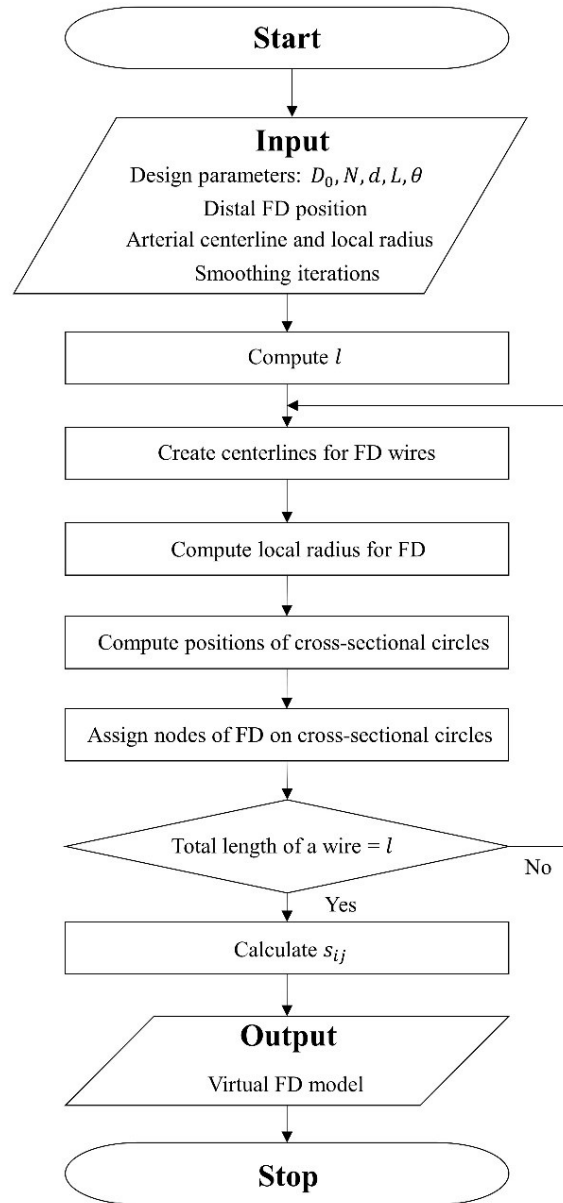 Start
Input
Design parameters: D₀, N, d, L, θ
Distal FD position
Arterial centerline and local radius
Smoothing iterations
Compute l
Create centerlines for FD wires
Compute local radius for FD
Compute positions of cross-sectional circles
Assign nodes of FD on cross-sectional circles
Total length of a wire = l
No
Yes
Calculate sᵢⱼ
Output
Virtual FD model
Stop